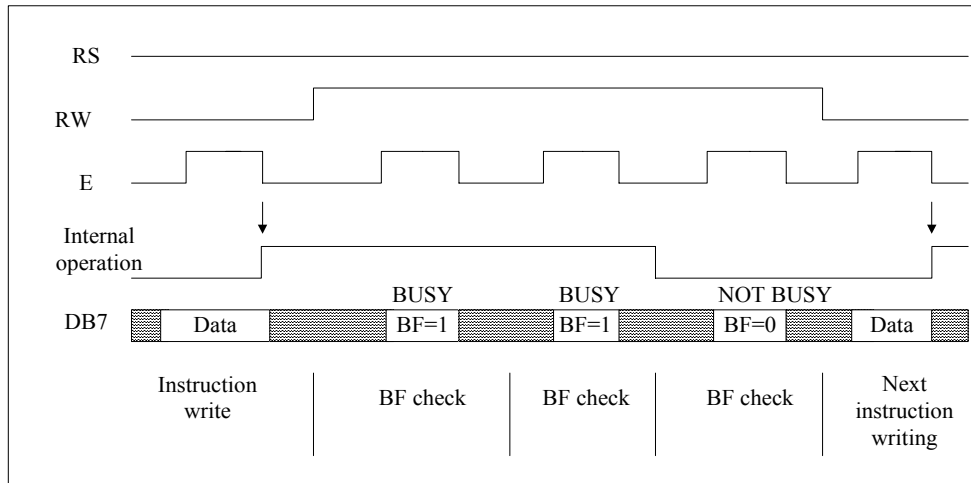 RS
RW
E
Internal
operation
BUSY BUSY NOT BUSY
DB7 Data BF=1 BF=1 BF=0 Data
Instruction
write
BF check BF check BF check
Next
instruction
writing